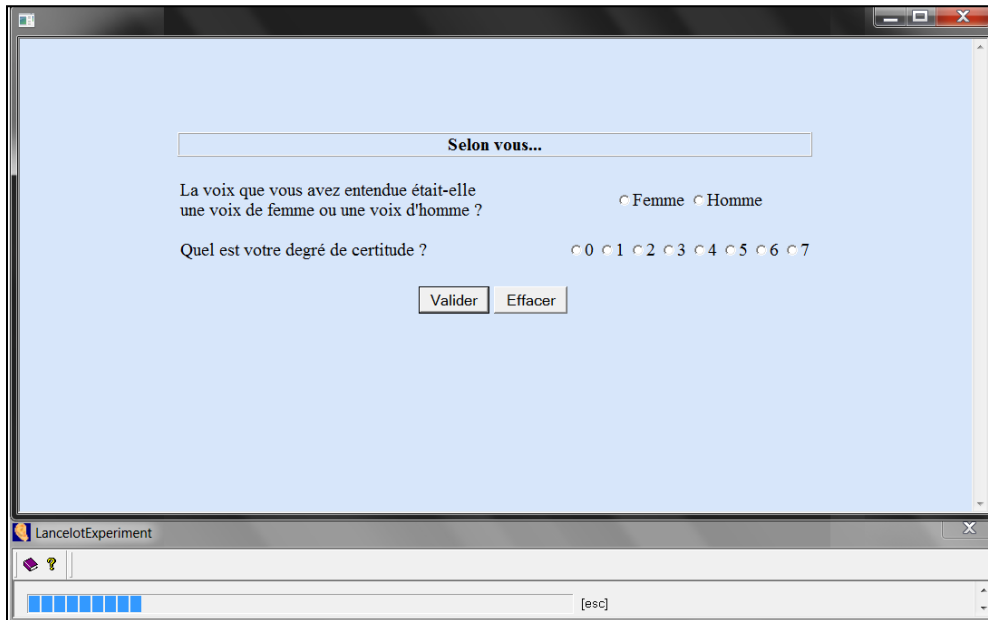 Selon vous...
La voix que vous avez entendue était-elle
une voix de femme ou une voix d'homme ?
Femme Homme
Quel est votre degré de certitude ?
0 1 2 3 4 5 6 7
Valider Effacer
LancelotExperiment
[esc]